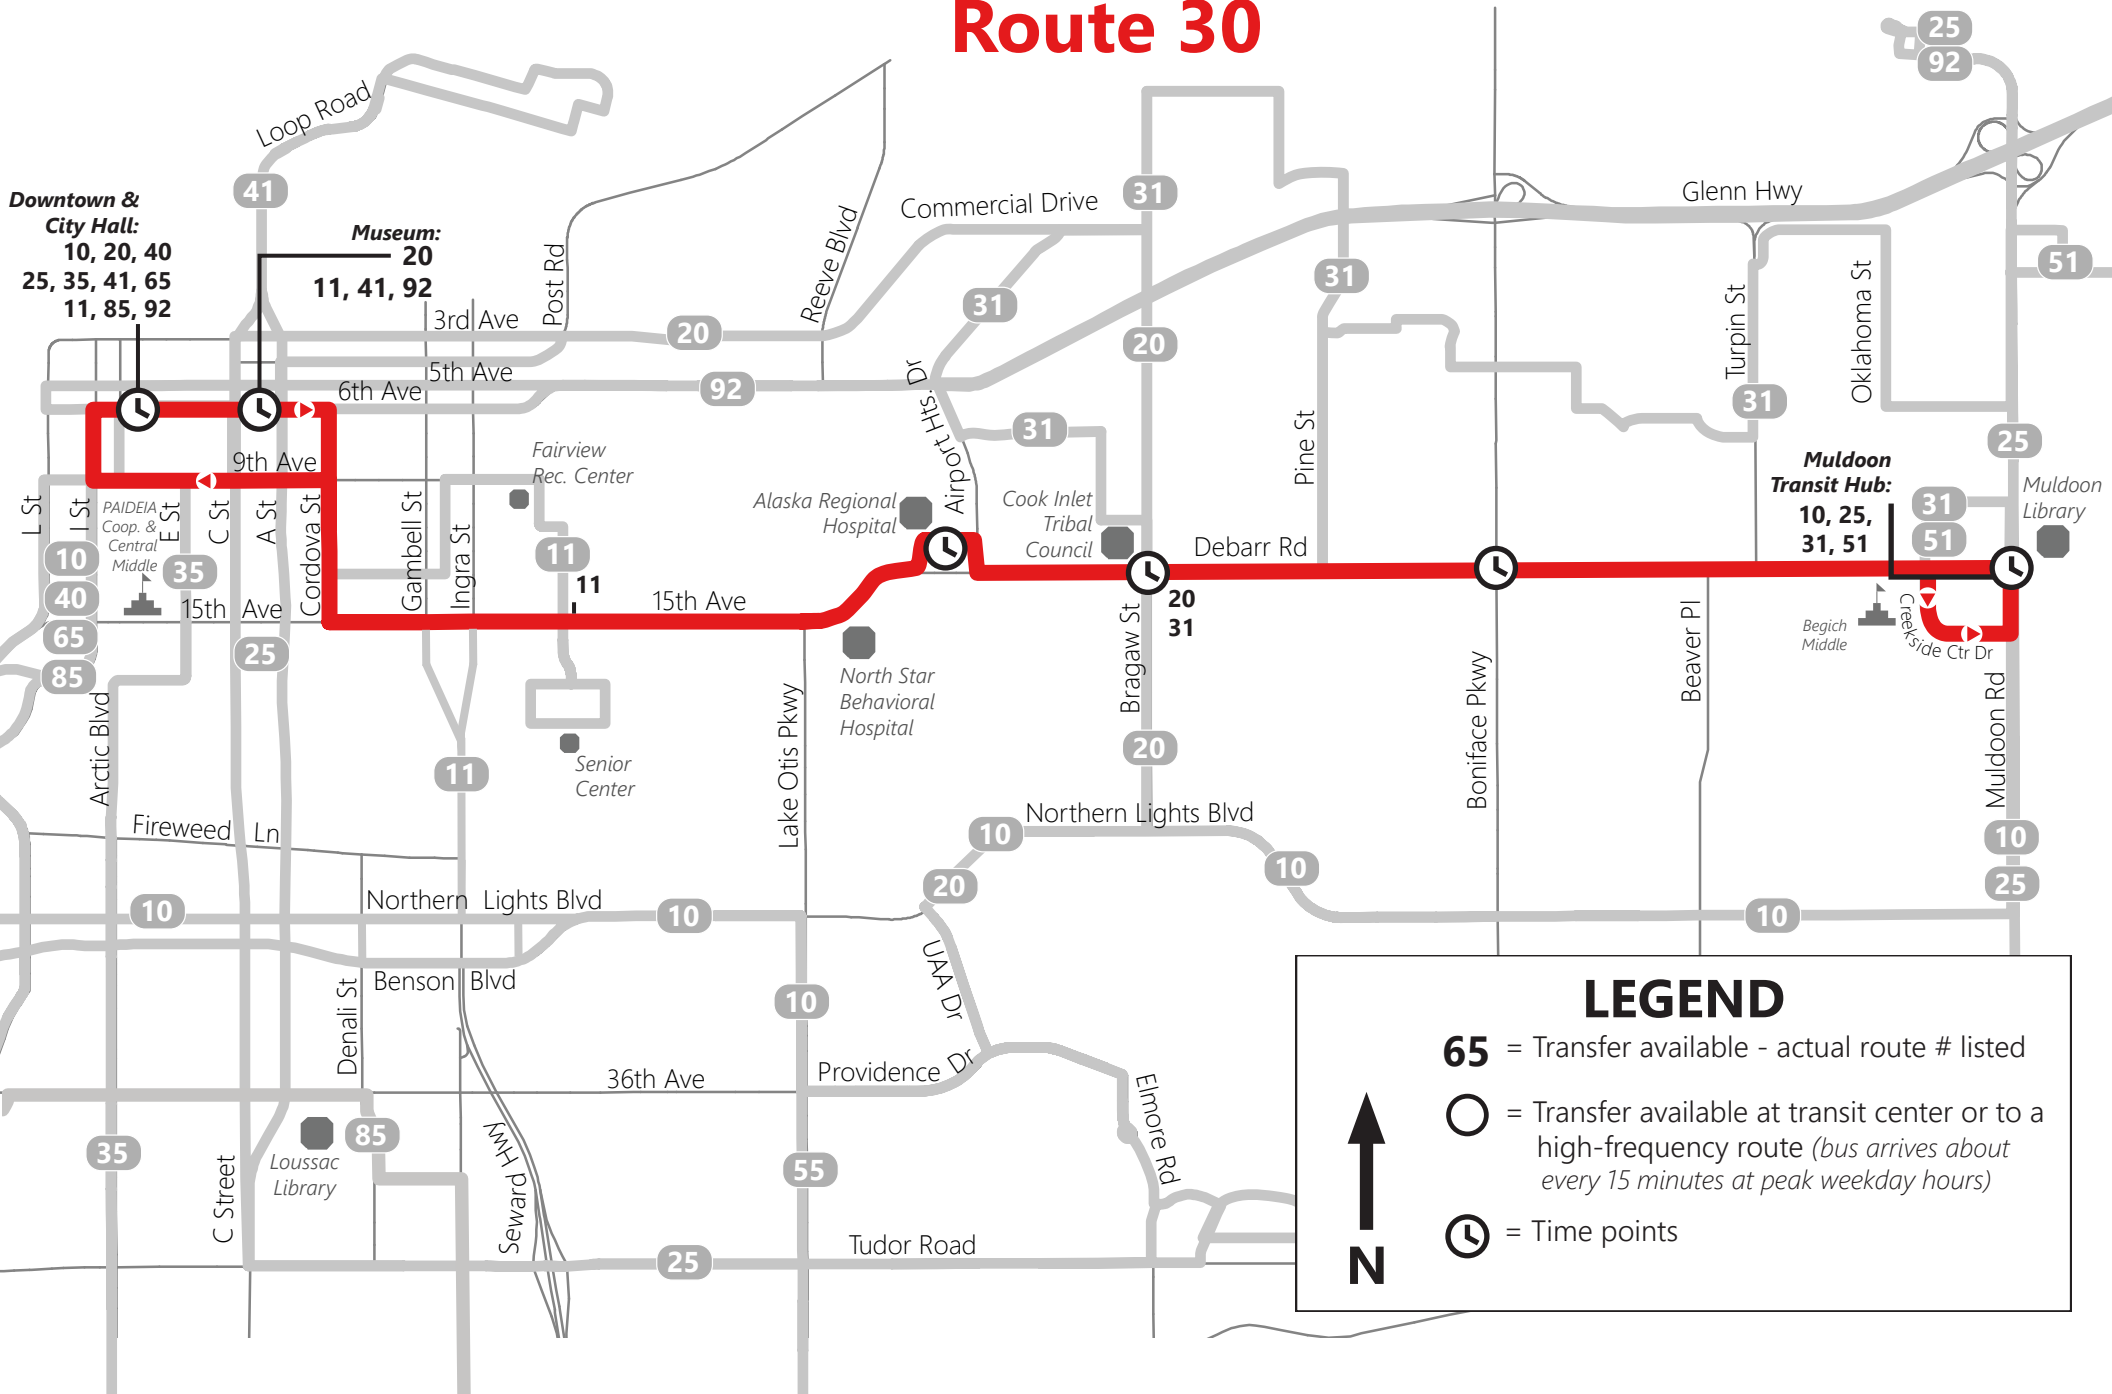 Route 30
25
92
Loop Road
41
Downtown &
City Hall:
10, 20, 40
25, 35, 41, 65
11, 85, 92
Museum:
20
11, 41, 92
Post Rd
Reeve Blvd
Commercial Drive
31
Glenn Hwy
51
31
31
3rd Ave
20
20
5th Ave
6th Ave
92
Airport Hts. Dr
Turpin St
Oklahoma St
31
31
25
Pine St
9th Ave
Fairview
Rec. Center
Muldoon
Transit Hub:
10, 25,
31, 51
31
51
Muldoon
Library
L St
I St
PAIDEIA
Coop. &
Central
Middle
E St
C St
A St
Cordova St
Gambell St
Ingra St
Alaska Regional
Hospital
Cook Inlet
Tribal
Council
Debarr Rd
10
40
65
85
35
11
11
15th Ave
15th Ave
20
31
25
Begich
Middle
Creekside Ctr Dr
North Star
Behavioral
Hospital
Bragaw St
Boniface Pkwy
Beaver Pl
Muldoon Rd
Arctic Blvd
Lake Otis Pkwy
Senior
Center
11
20
Fireweed Ln
Northern Lights Blvd
10
10
20
10
25
10
Northern Lights Blvd
10
10
UAA Dr
Benson Blvd
Denali St
10
36th Ave
Providence Dr
Elmore Rd
35
85
Loussac
Library
C Street
Seward Hwy
55
Tudor Road
25
LEGEND
65 = Transfer available - actual route # listed
= Transfer available at transit center or to a
high-frequency route (bus arrives about
every 15 minutes at peak weekday hours)
= Time points
N